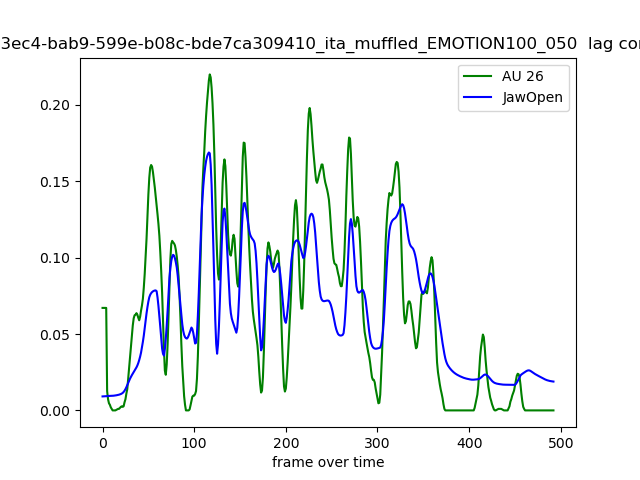 3ec4-bab9-599e-b08c-bde7ca309410_ita_muffled_EMOTION100_050 lag
AU 26
JawOpen
0.20
0.15
0.10
0.05
0.00
0 100 200 300 400 500
frame over time